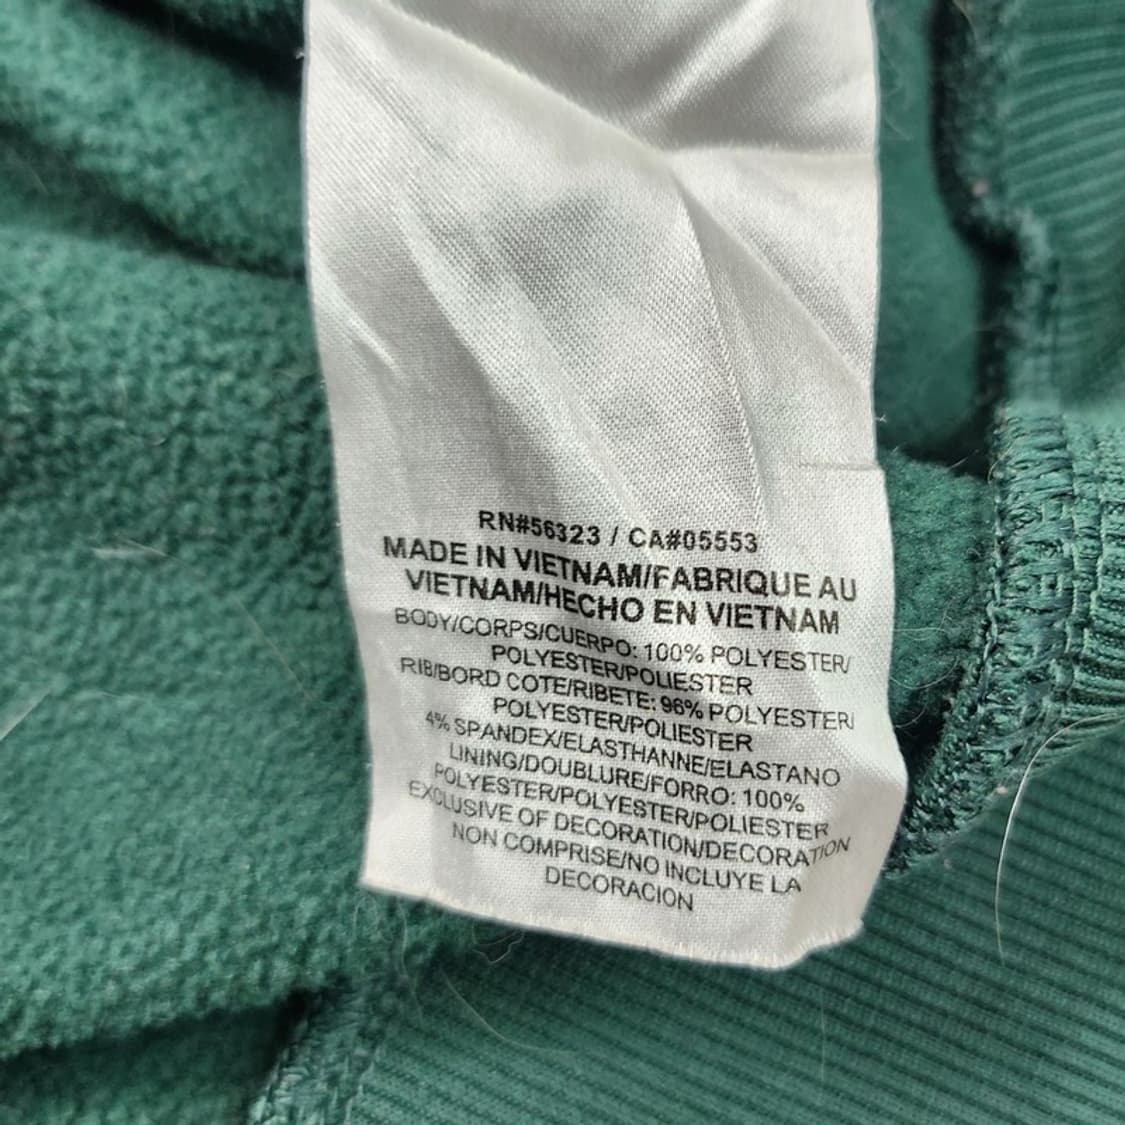 RN#56323 / CA#05553
MADE IN VIETNAM/FABRIQUE AU
VIETNAM/HECHO EN VIETNAM
BODY/CORPS/CUERPO: 100% POLYESTER/
POLYESTER/POLIESTER
RIB/BORD COTE/RIBETE: 96% POLYESTER/
POLYESTER/POLIESTER
4% SPANDEX/ELASTHANNE/ELASTANO
LINING/DOUBLURE/FORRO: 100%
POLYESTER/POLYESTER/POLIESTER
EXCLUSIVE OF DECORATION/DECORATION
NON COMPRISE/NO INCLUYE LA
DECORACION